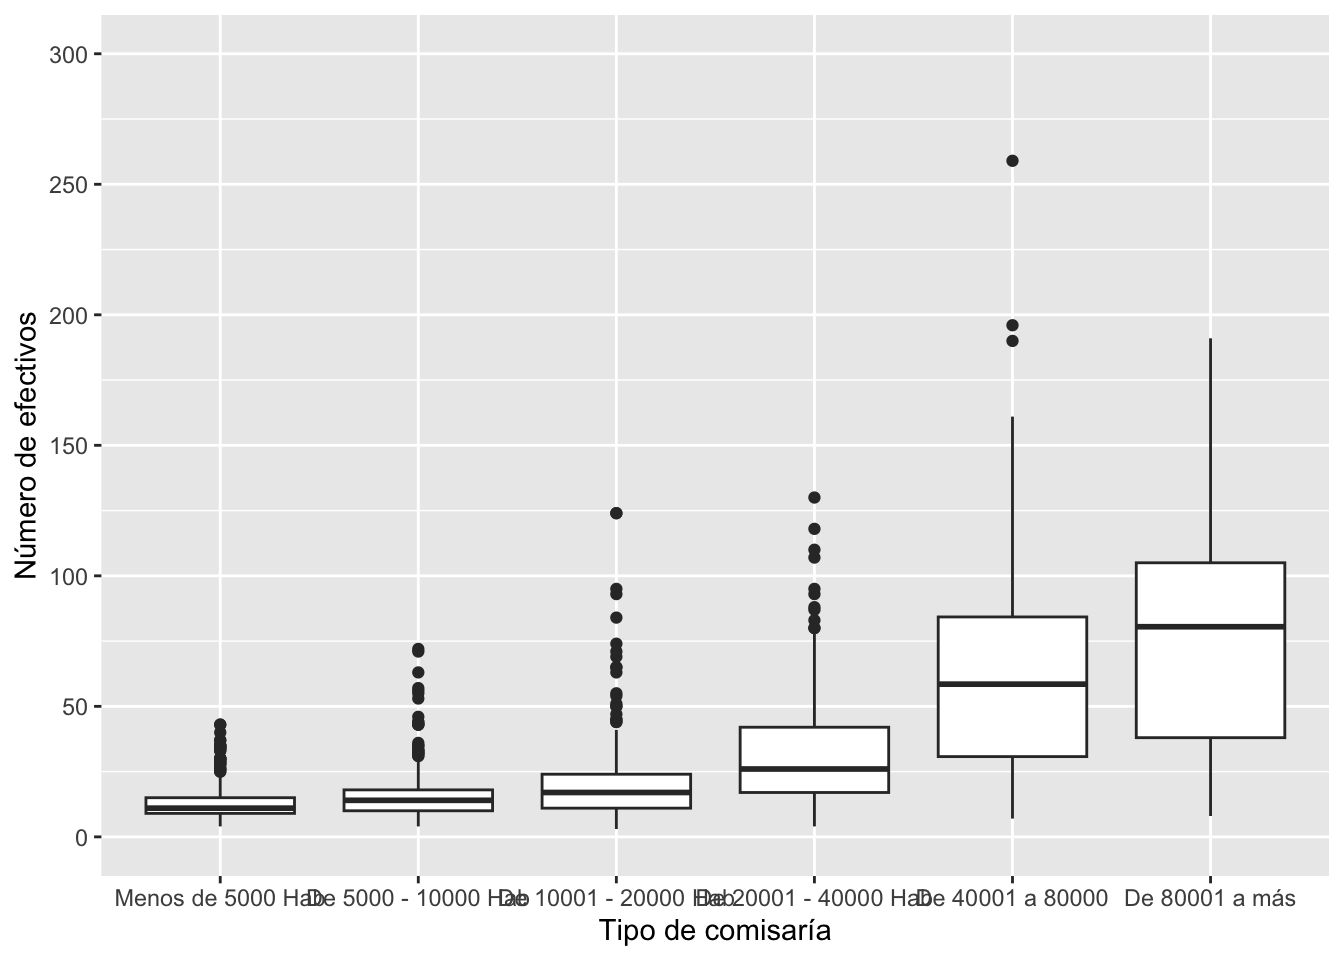 300
250
200
150
100
50
0
Número de efectivos
Menos de 5000 Hab
De 5000 - 10000 Hab
De 10001 - 20000 Hab
De 20001 - 40000 Hab
De 40001 a 80000
De 80001 a más
Tipo de comisaría